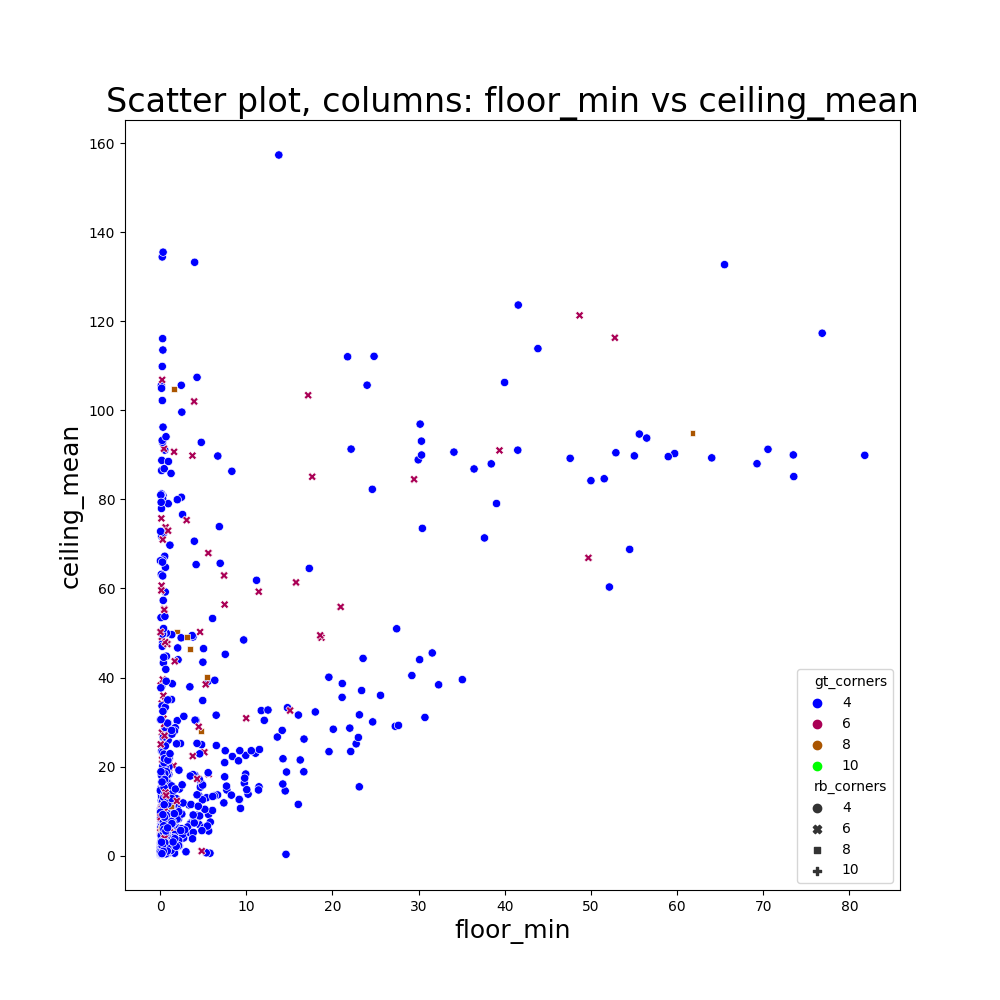 Scatter plot, columns: floor_min vs ceiling_mean
160
140
120
100
80
60
40
20
0
ceiling_mean
0 10 20 30 40 50 60 70 80
floor_min
gt_corners
4
6
8
10
rb_corners
4
6
8
10